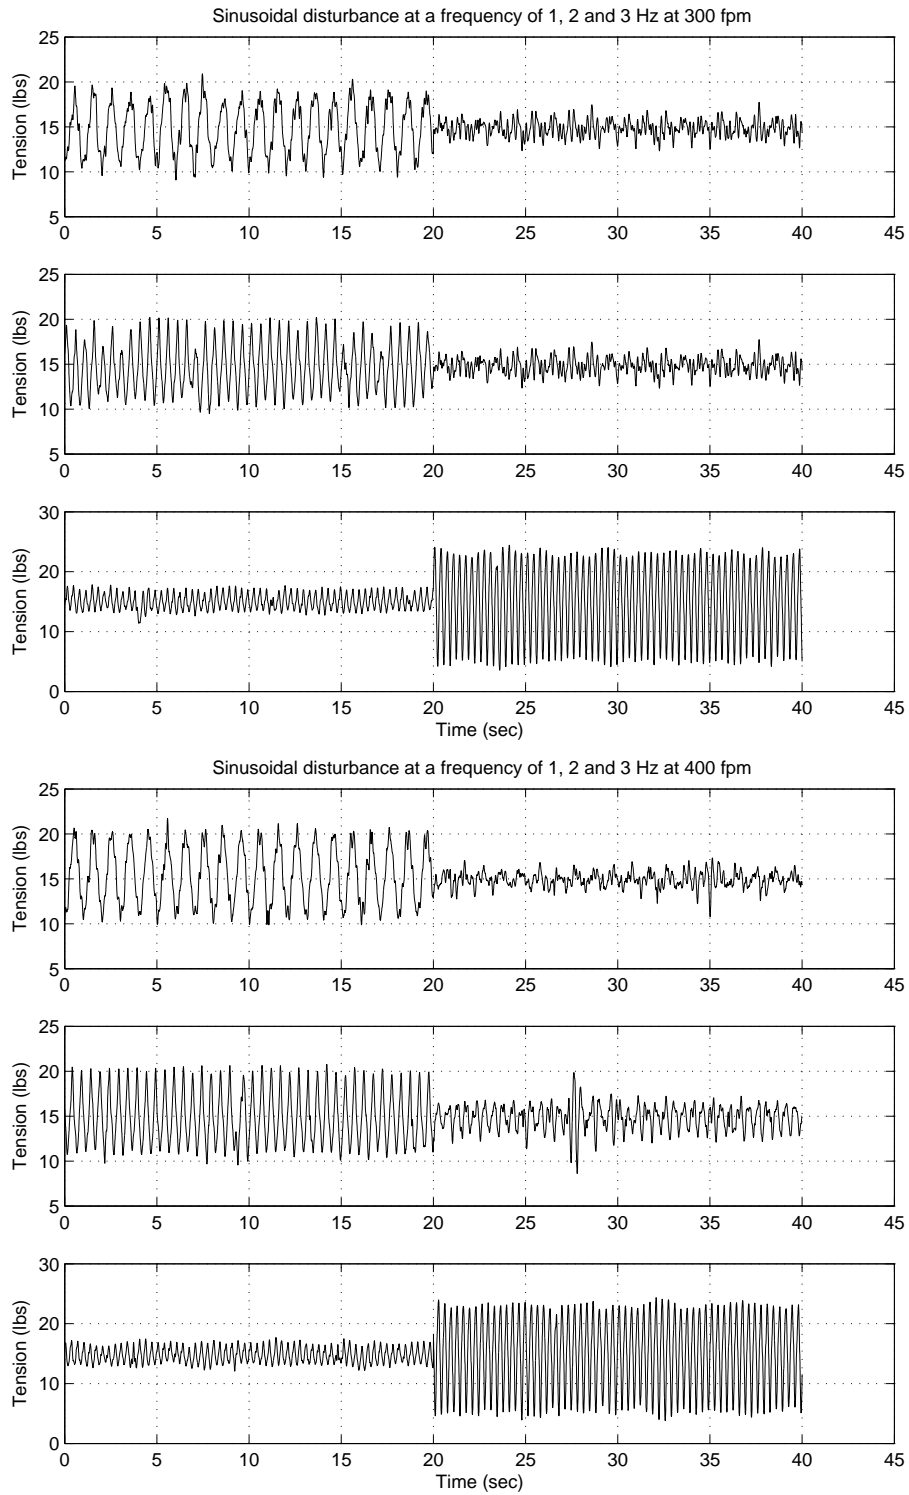 Sinusoidal disturbance at a frequency of 1, 2 and 3 Hz at 300 fpm
25
20
15
10
5
Tension (lbs)
0 5 10 15 20 25 30 35 40 45
25
20
15
10
5
Tension (lbs)
0 5 10 15 20 25 30 35 40 45
30
20
10
0
Tension (lbs)
0 5 10 15 20 25 30 35 40 45
Time (sec)
Sinusoidal disturbance at a frequency of 1, 2 and 3 Hz at 400 fpm
25
20
15
10
5
Tension (lbs)
0 5 10 15 20 25 30 35 40 45
25
20
15
10
5
Tension (lbs)
0 5 10 15 20 25 30 35 40 45
30
20
10
0
Tension (lbs)
0 5 10 15 20 25 30 35 40 45
Time (sec)